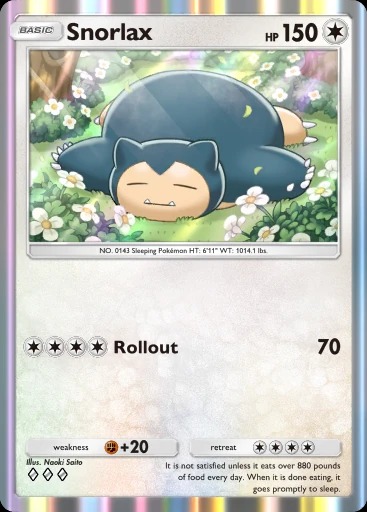 BASIC Snorlax HP 150
NO. 0143 Sleeping Pokémon HT: 6'11" WT: 1014.1 lbs.
Rollout 70
weakness +20 retreat
Illus. Naoki Saito
It is not satisfied unless it eats over 880 pounds
of food every day. When it is done eating, it
goes promptly to sleep.